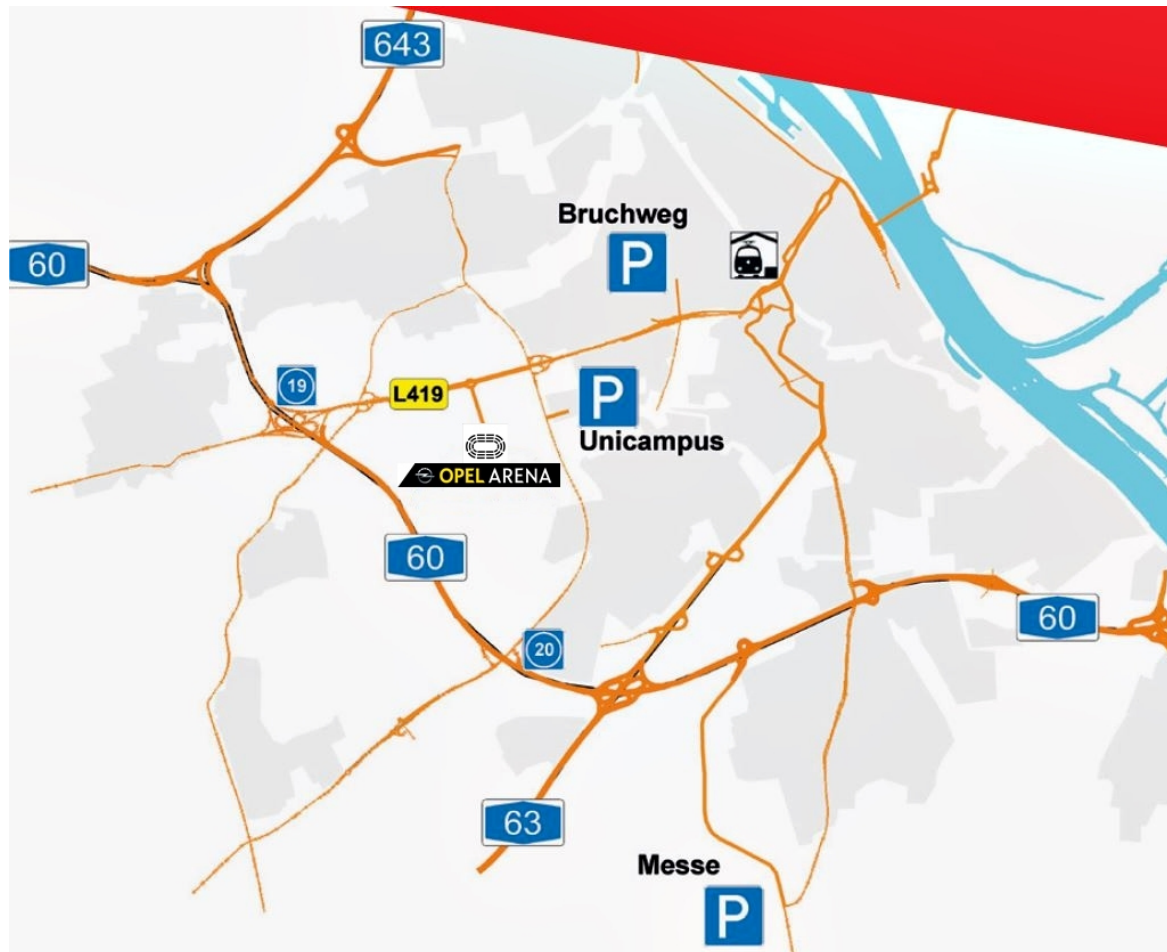 643
Bruchweg
P
60
19
L419
P
Unicampus
OPEL ARENA
60
60
20
63
Messe
P